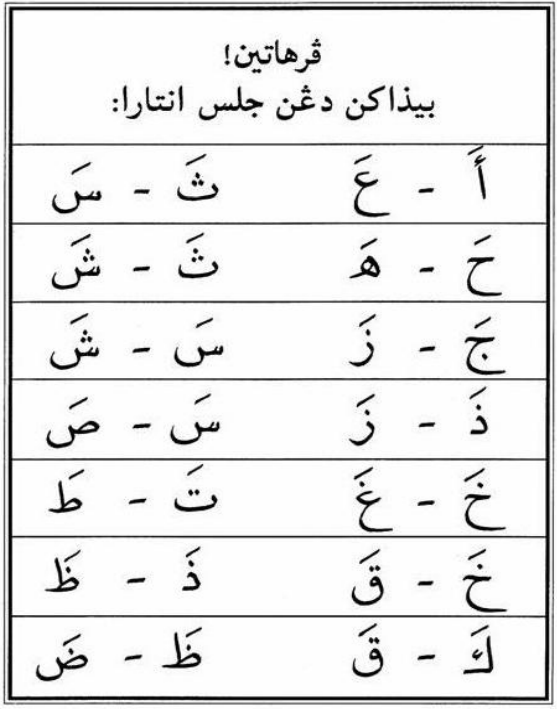 ڤرهاتين!
بيذاکن دڠن جلس انتارا:
أَ - عَ ثَ - سَ
حَ - هَ ثَ - شَ
جَ - زَ سَ - شَ
ذَ - زَ سَ - صَ
خَ - غَ تَ - طَ
خَ - قَ ذَ - ظَ
كَ - قَ ظَ - ضَ